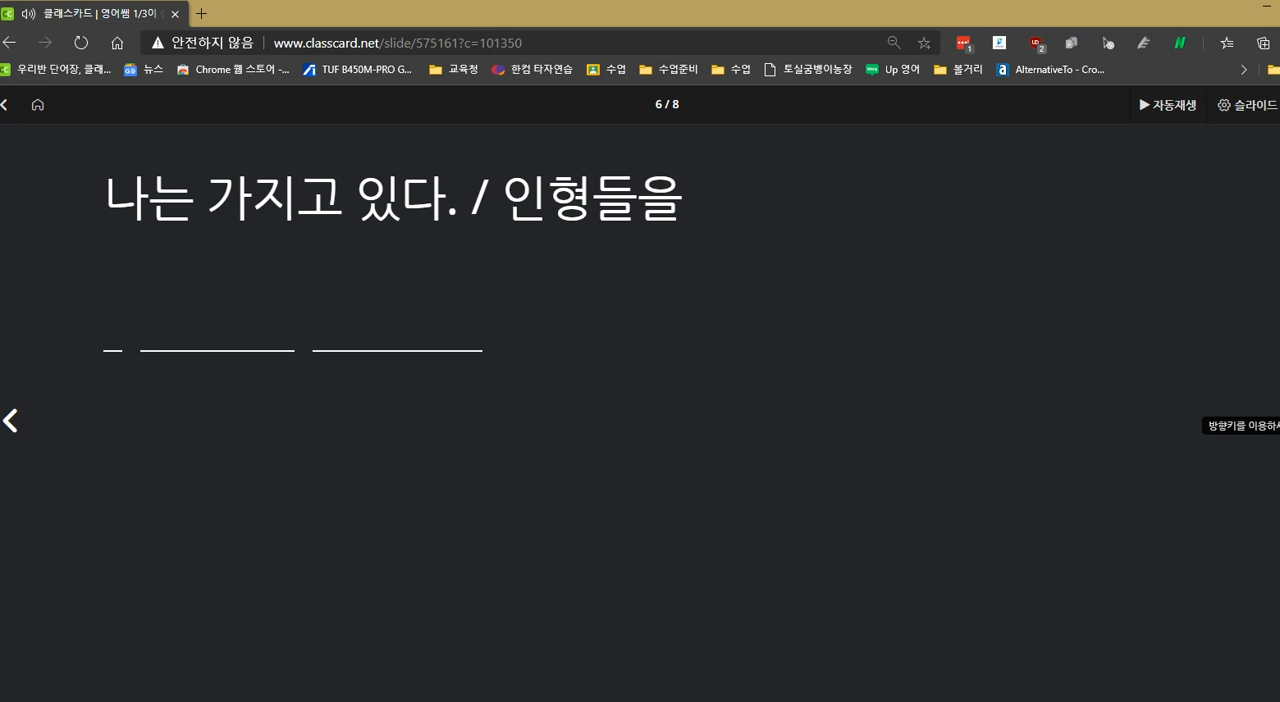 클래스카드 | 영어쌤 1/3이
안전하지 않음 www.classcard.net/slide/575161?c=101350
우리반 단어장, 클래... 뉴스 Chrome 웹 스토어 -... TUF B450M-PRO G... 교육청 한컴 타자연습 수업 수업준비 수업 토실굼벵이농장 Up 영어 볼거리 AlternativeTo - Cro...
6 / 8 자동재생 슬라이드
나는 가지고 있다. / 인형들을
방향키를 이용하